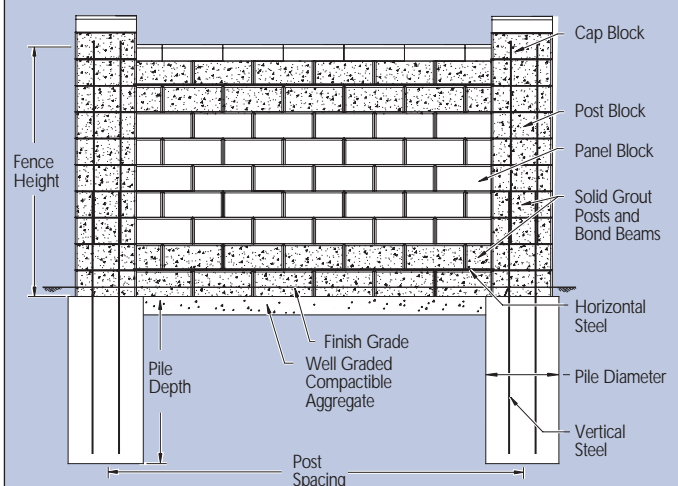 Cap Block
Post Block
Panel Block
Fence
Height
Solid Grout
Posts and
Bond Beams
Horizontal
Steel
Finish Grade
Well Graded
Compactible
Aggregate
Pile
Depth
Pile Diameter
Vertical
Steel
Post
Spacing